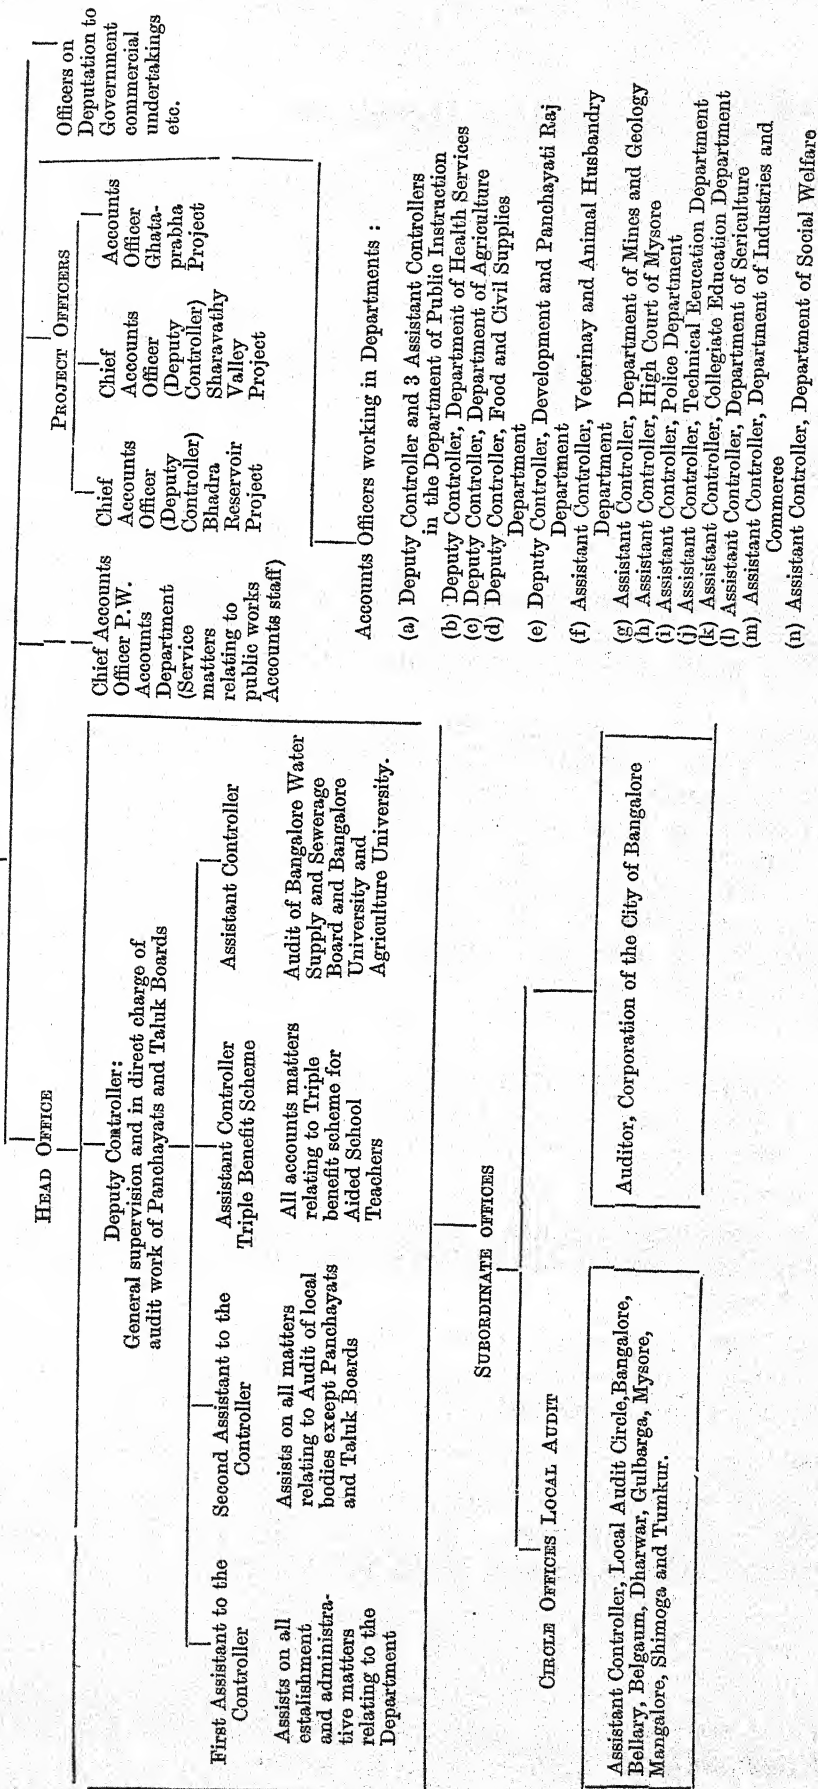 HEAD OFFICE
Deputy Controller:
General supervision and in direct charge of
audit work of Panchayats and Taluk Boards
First Assistant to the
Controller
Assists on all
estalishment
and administra-
tive matters
relating to the
Department
Second Assistant to the
Controller
Assists on all matters
relating to Audit of local
bodies except Panchayats
and Taluk Boards
Assistant Controller
Triple Benefit Scheme
All accounts matters
relating to Triple
benefit scheme for
Aided School
Teachers
Assistant Controller
Audit of Bangalore Water
Supply and Sewerage
Board and Bangalore
University and
Agriculture University.
SUBORDINATE OFFICES
CIRCLE OFFICES LOCAL AUDIT
Assistant Controller, Local Audit Circle, Bangalore,
Bellary, Belgaum, Dharwar, Gulbarga, Mysore,
Mangalore, Shimoga and Tumkur.
Auditor, Corporation of the City of Bangalore
Chief Accounts
Officer P.W.
Accounts
Department
(Service
matters
relating to
public works
Accounts staff)
PROJECT OFFICERS
Chief
Accounts
Officer
(Deputy
Controller)
Bhadra
Reservoir
Project
Chief
Accounts
Officer
(Deputy
Controller)
Sharavathy
Valley
Project
Accounts
Officer
Ghata-
prabha
Project
Officers on
Deputation to
Government
commercial
undertakings
etc.
Accounts Officers working in Departments :
(a) Deputy Controller and 3 Assistant Controllers
in the Department of Public Instruction
(b) Deputy Controller, Department of Health Services
(c) Deputy Controller, Department of Agriculture
(d) Deputy Controller, Food and Civil Supplies
Department
(e) Deputy Controller, Development and Panchayati Raj
Department
(f) Assistant Controller, Veterinay and Animal Husbandry
Department
(g) Assistant Controller, Department of Mines and Geology
(h) Assistant Controller, High Court of Mysore
(i) Assistant Controller, Police Department
(j) Assistant Controller, Technical Eeucation Department
(k) Assistant Controller, Collegiate Education Department
(l) Assistant Controller, Department of Sericulture
(m) Assistant Controller, Department of Industries and
Commerce
(n) Assistant Controller, Department of Social Welfare